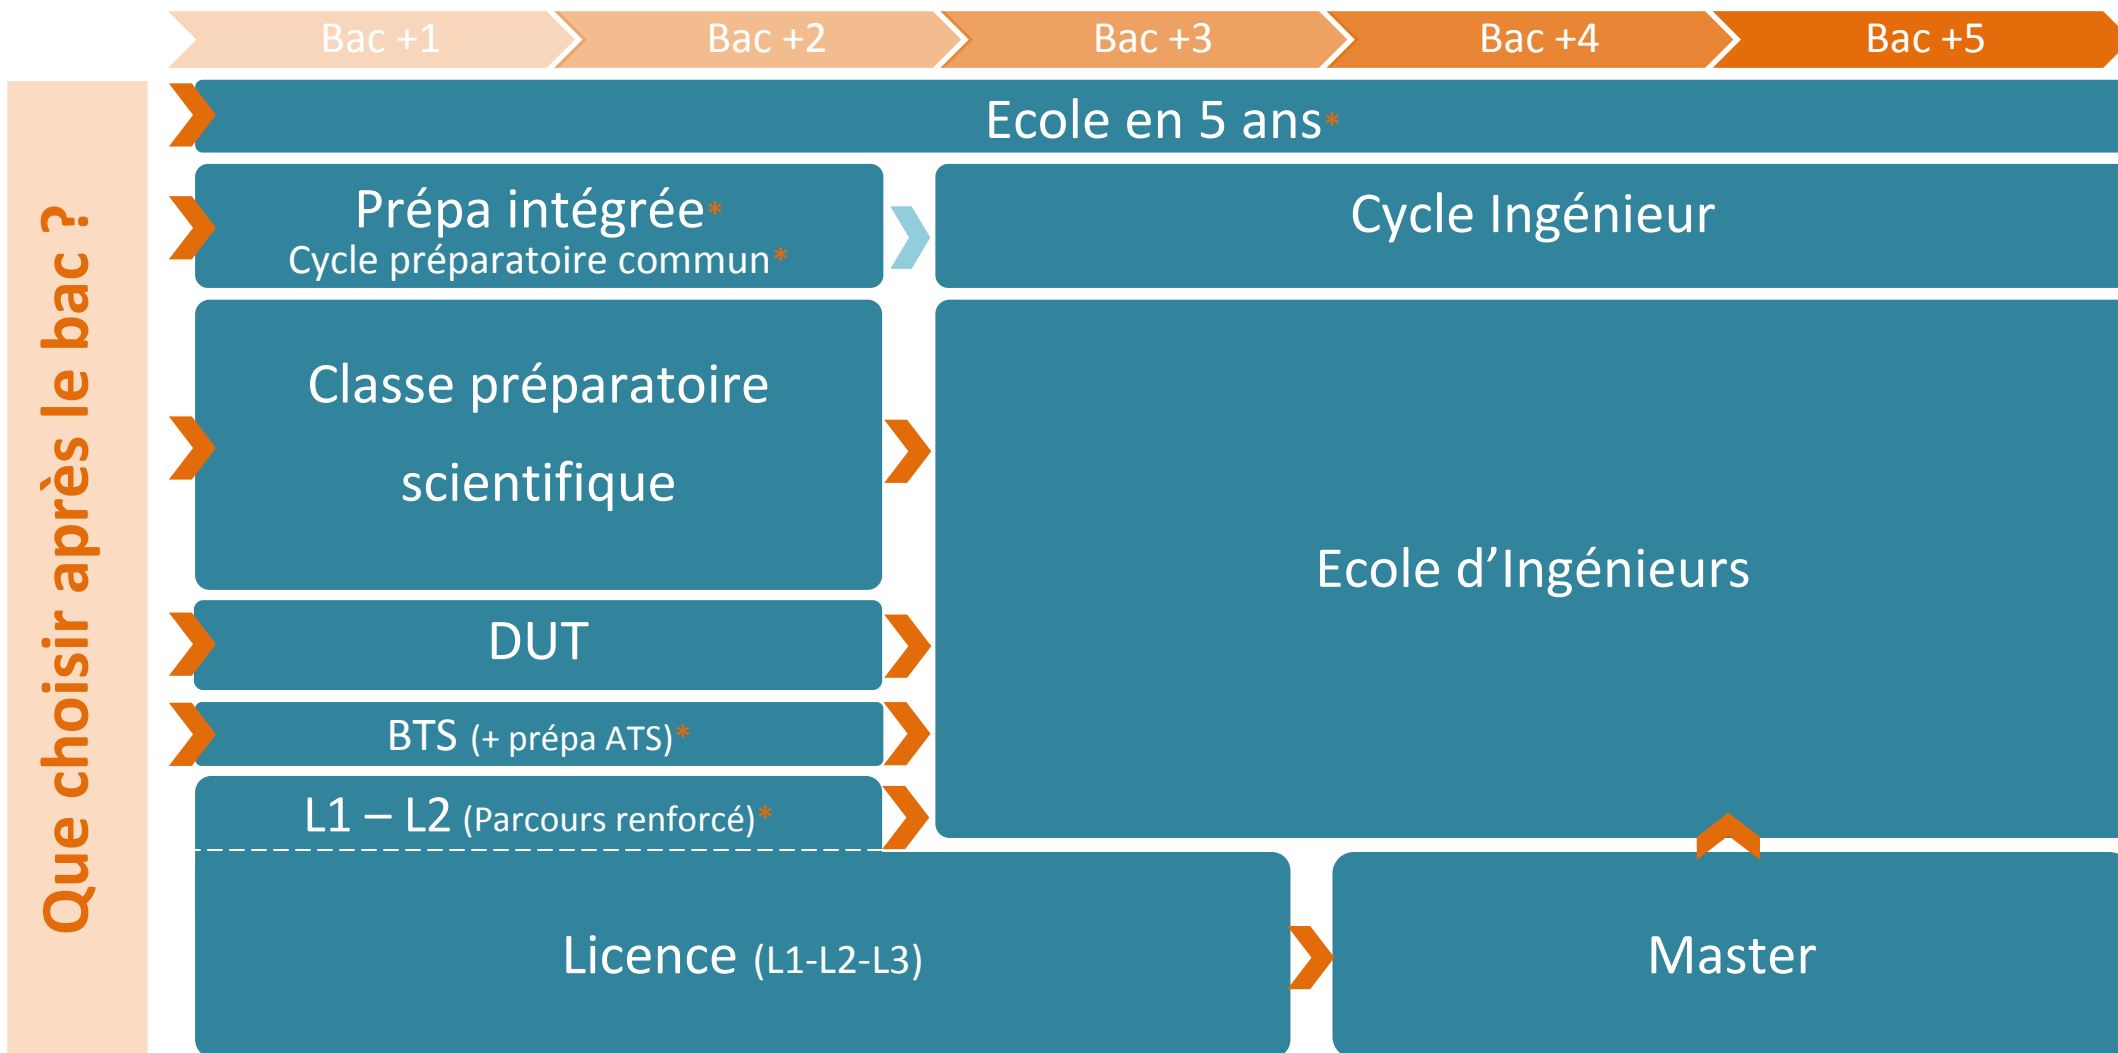 Bac +1
Bac +2
Bac +3
Bac +4
Bac +5
Que choisir après le bac ?
Ecole en 5 ans*
Prépa intégrée*
Cycle préparatoire commun*
Cycle Ingénieur
Classe préparatoire
scientifique
Ecole d’Ingénieurs
DUT
BTS (+ prépa ATS)*
L1 – L2 (Parcours renforcé)*
Licence (L1-L2-L3)
Master